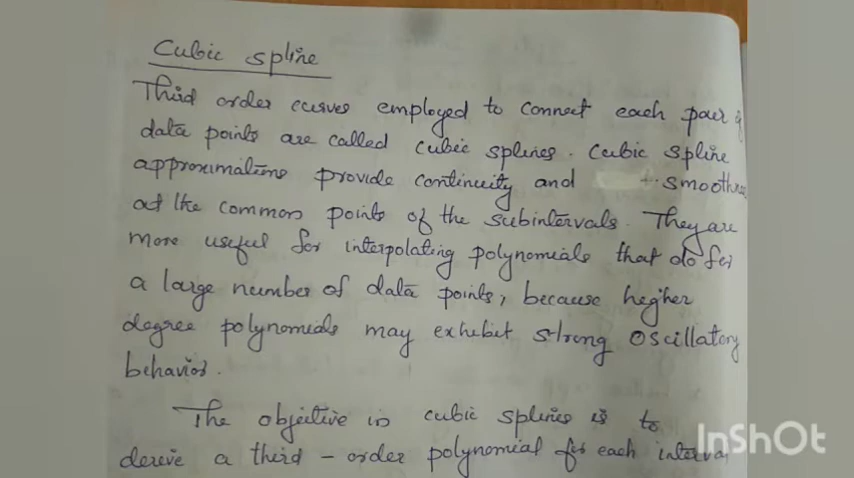 Cubic spline
Third order curves employed to connect each pair of
data points are called cubic splines. Cubic spline
approximations provide continuity and smoothness
at the common points of the subintervals. They are
more useful for interpolating polynomials that do for
a large number of data points, because higher
degree polynomials may exhibit strong oscillatory
behavior.
The objective in cubic splines is to
derive a third-order polynomial for each interval
InShOt